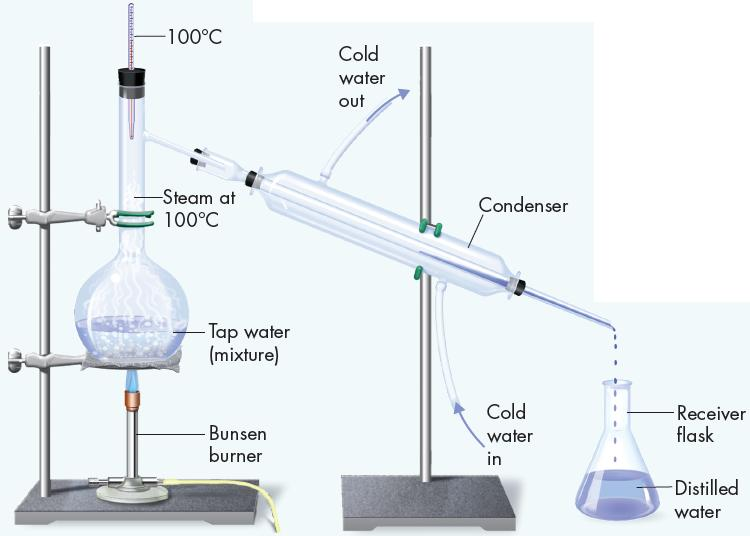 100°C
Cold
water
out
Steam at
100°C
Condenser
Tap water
(mixture)
Bunsen
burner
Cold
water
in
Receiver
flask
Distilled
water